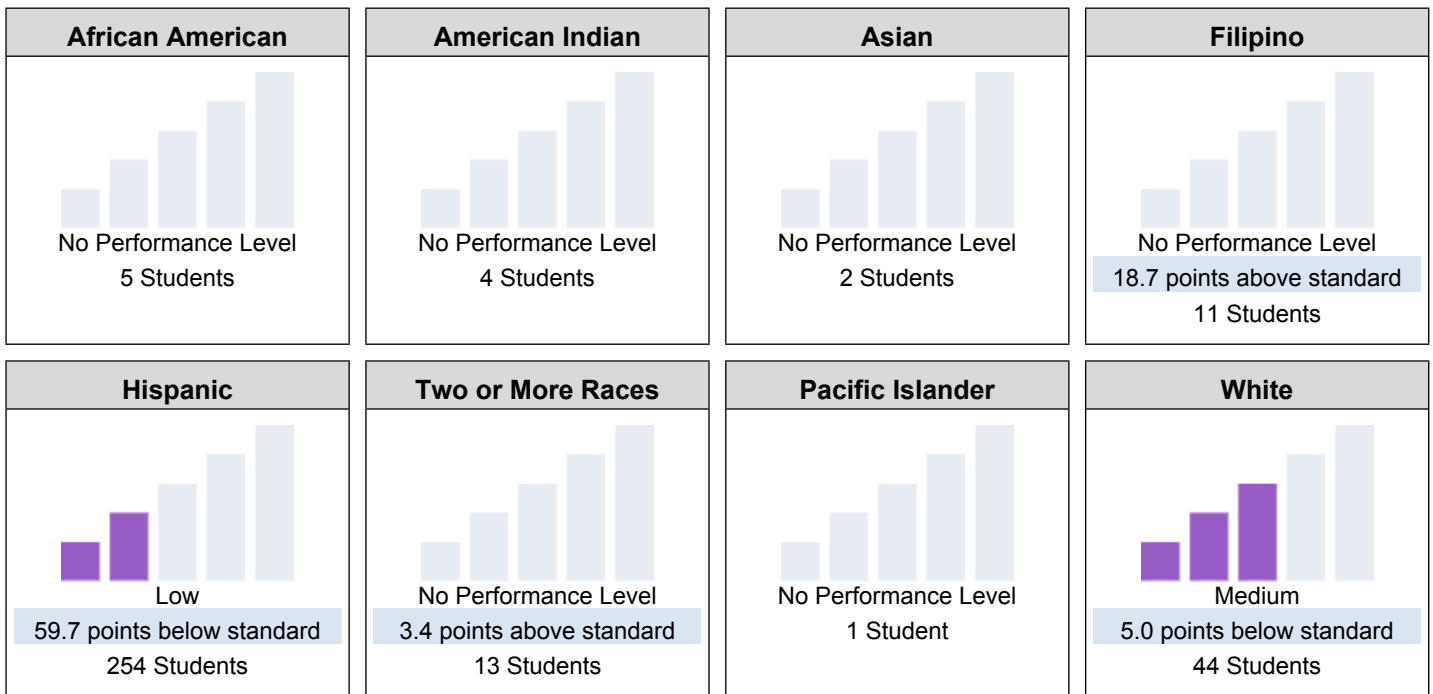 African American
No Performance Level
5 Students
American Indian
No Performance Level
4 Students
Asian
No Performance Level
2 Students
Filipino
No Performance Level
18.7 points above standard
11 Students
Hispanic
Low
59.7 points below standard
254 Students
Two or More Races
No Performance Level
3.4 points above standard
13 Students
Pacific Islander
No Performance Level
1 Student
White
Medium
5.0 points below standard
44 Students